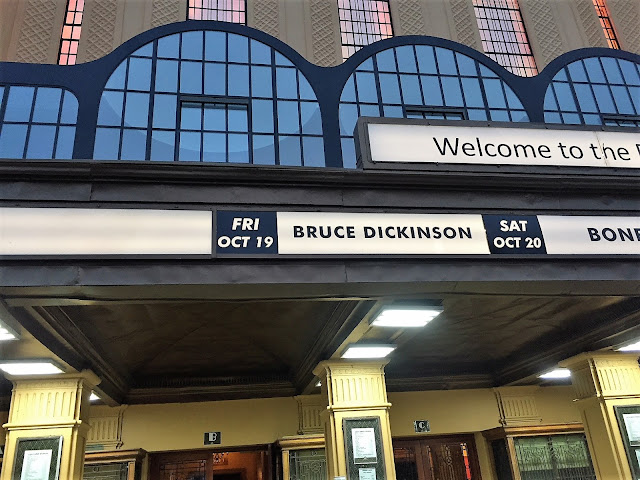 Welcome to the
FRI
OCT 19
BRUCE DICKINSON
SAT
OCT 20
C